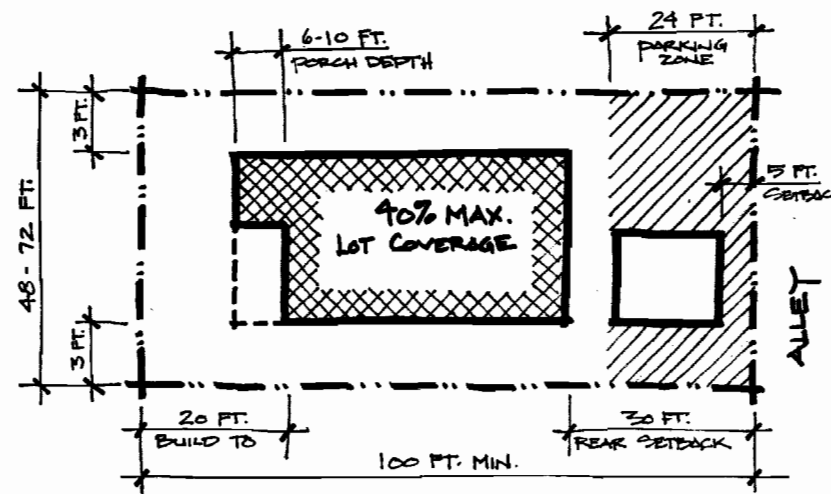 6-10 FT.
PORCH DEPTH
24 FT.
PARKING
ZONE
3 FT.
48 - 72 FT.
3 FT.
40% MAX.
LOT COVERAGE
5 FT.
SETBACK
ALLEY
20 FT.
BUILD TO
30 FT.
REAR SETBACK
100 FT. MIN.